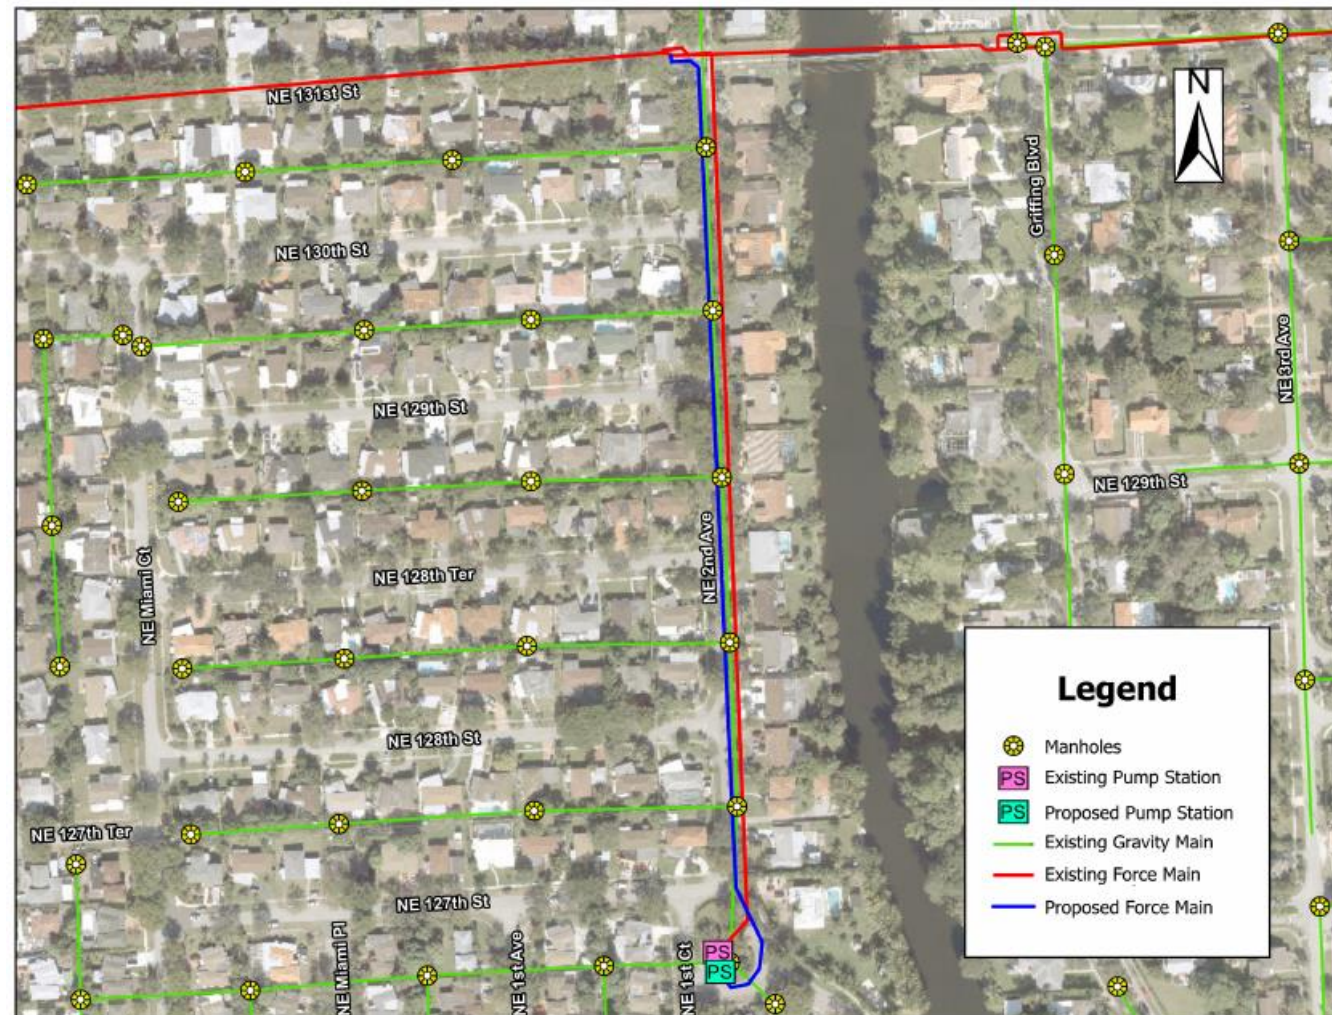 N
NE 131st St
Griffing Blvd
NE 130th St
NE 3rd Ave
NE 129th St
NE 129th St
NE 2nd Ave
NE 128th Ter
NE Miami Ct
NE 128th St
NE 127th Ter
NE 127th St
NE Miami Pl
NE 1st Ave
NE 1st Ct
PS
PS
Legend
Manholes
PS Existing Pump Station
PS Proposed Pump Station
Existing Gravity Main
Existing Force Main
Proposed Force Main